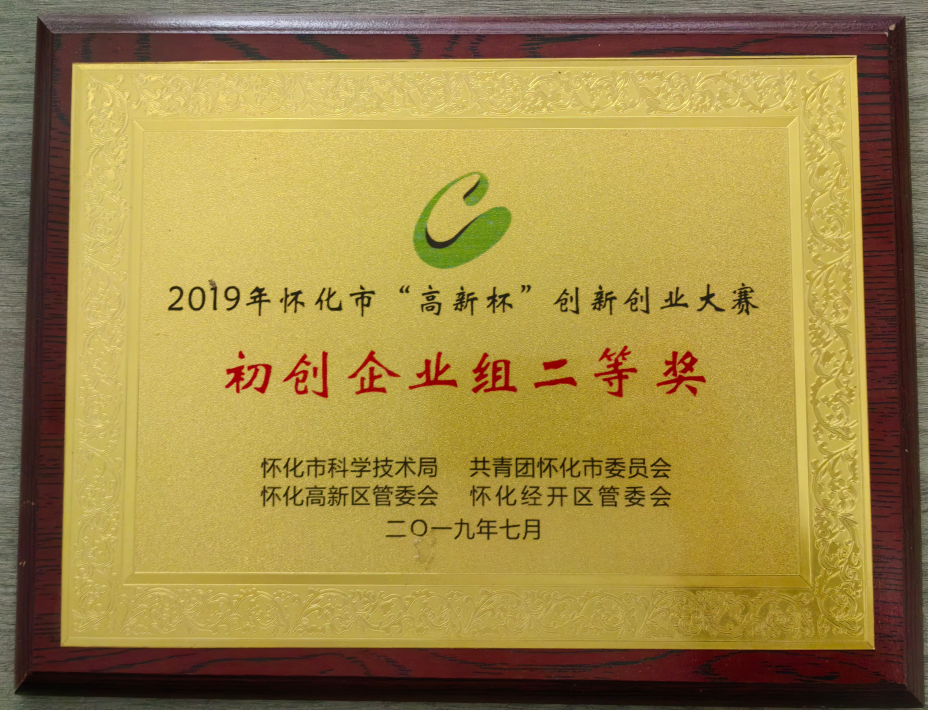 2019年怀化市“高新杯”创新创业大赛
初创企业组二等奖
怀化市科学技术局 共青团怀化市委员会
怀化高新区管委会 怀化经开区管委会
二〇一九年七月